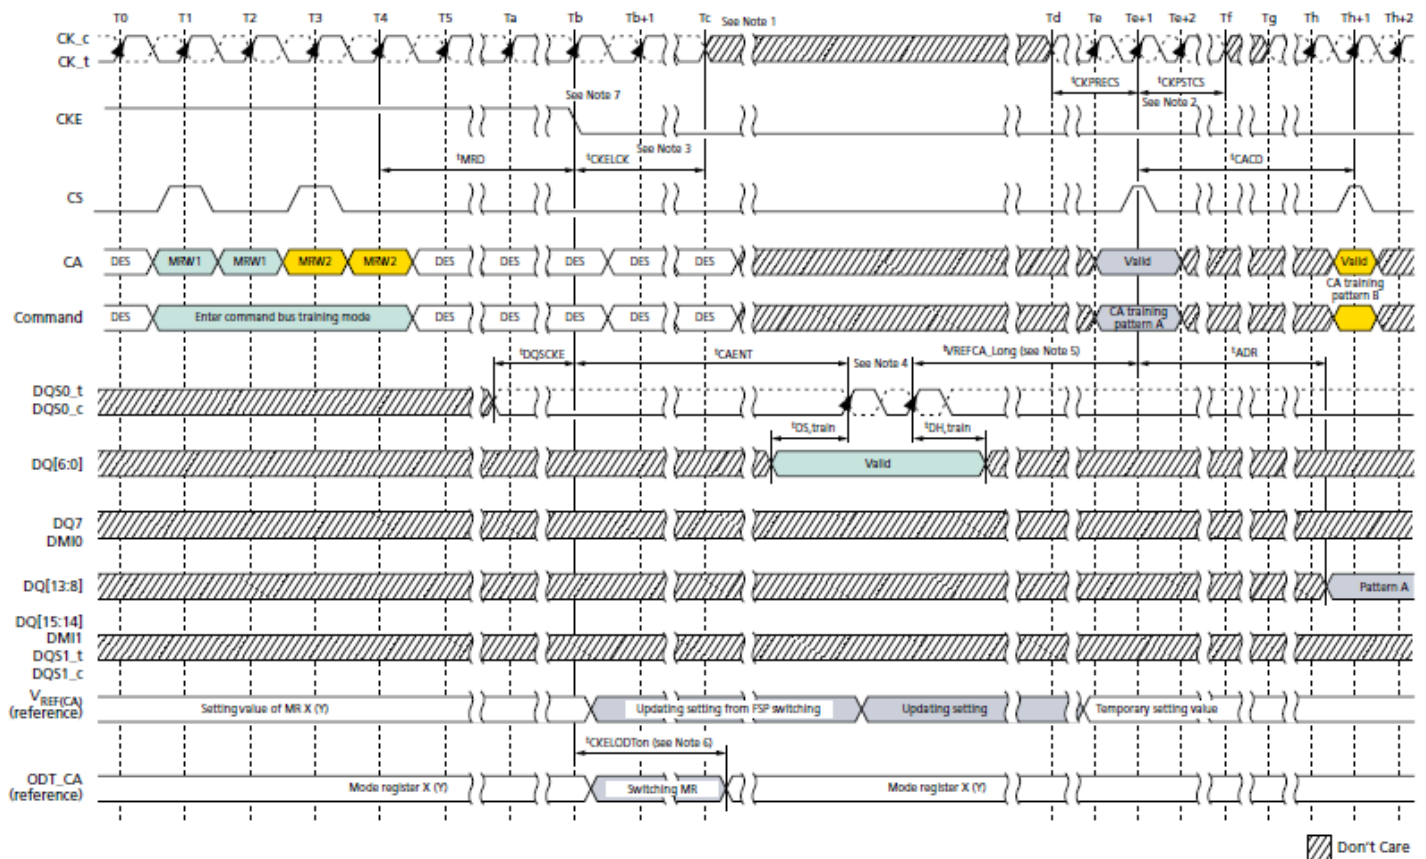 T0 T1 T2 T3 T4 T5 Ta Tb Tb+1 Tc See Note 1 Td Te Te+1 Te+2 Tf Tg Th Th+1 Th+2
CK_c
CK_t
tCKPRECS tCKPSTCS
See Note 7 See Note 2
CKE
See Note 3
tMRD tCKELCK tCACD
CS
CA DES MRW1 MRW1 MRW2 MRW2 DES DES DES DES DES Valid Valid
CA training
pattern B
Command DES Enter command bus training mode DES DES DES DES DES CA training
pattern A
tDQSCKE tCAENT See Note 4 tVREFCA_Long (see Note 5) tADR
DQS0_t
DQS0_c
tDS,train tDH,train
DQ[6:0] Valid
DQ7
DMI0
DQ[13:8] Pattern A
DQ[15:14]
DMI1
DQS1_t
DQS1_c
VREF(CA)
(reference) Setting value of MR X (Y) Updating setting from FSP switching Updating setting Temporary setting value
tCKELODTon (see Note 6)
ODT_CA
(reference) Mode register X (Y) Switching MR Mode register X (Y)
Don't Care